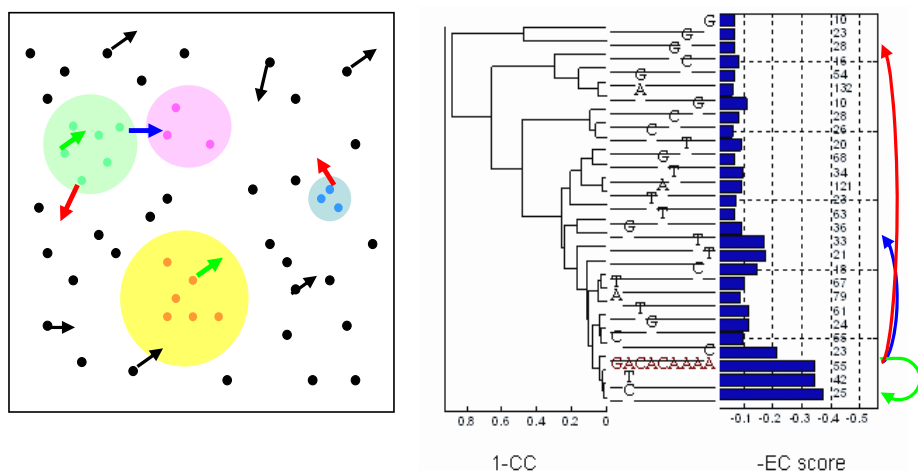 G 10
G 23
G 28
C 16
G 54
A 132
G 10
C 28
C 26
T 20
G 68
T 34
A 121
T 23
T 63
G 36
T 33
T 21
C 18
T 67
A 79
T 61
G 24
C 65
C 23
GACACAAAA 55
T 42
C 25
0.8 0.6 0.4 0.2 0 -0.1 -0.2 -0.3 -0.4 -0.5
1-CC -EC score